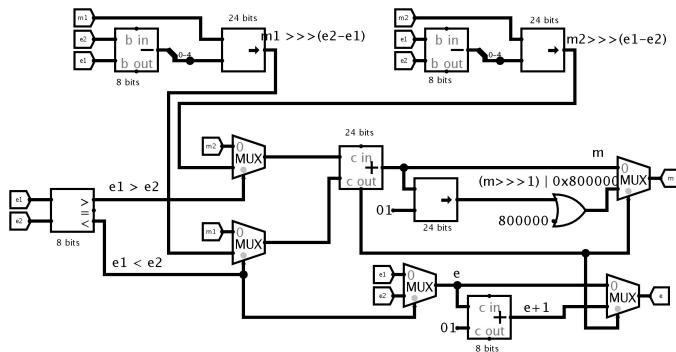 m1
e2
e1
b in
b out
8 bits
0-4
24 bits
m1 >>>(e2-e1)
m2
e1
e2
b in
b out
8 bits
0-4
24 bits
m2>>>(e1-e2)
m2
0
MUX
24 bits
c in
c out
m
0
MUX
m
(m>>>1) | 0x800000
01
24 bits
800000
e1
e2
8 bits
e1 > e2
e1 < e2
m1
0
MUX
e1
e2
0
MUX
e
c in
c out
01
8 bits
e+1
0
MUX
e